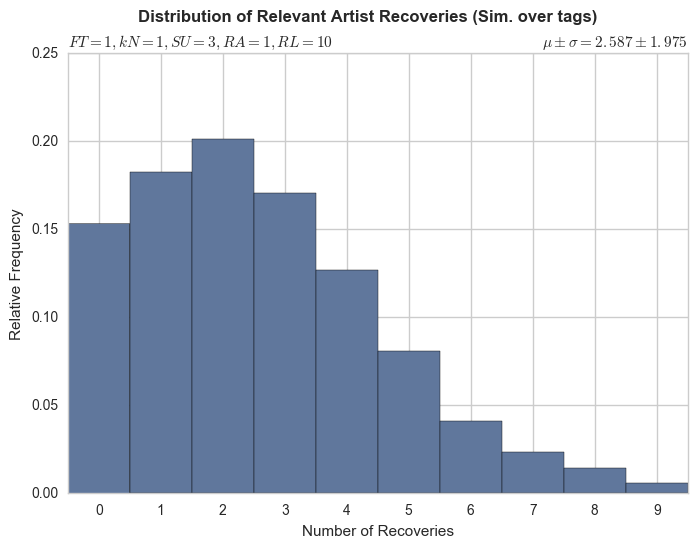 Distribution of Relevant Artist Recoveries (Sim. over tags)
FT = 1, kN = 1, SU = 3, RA = 1, RL = 10
μ ± σ = 2.587 ± 1.975
0.25
0.20
0.15
0.10
0.05
0.00
Relative Frequency
0 1 2 3 4 5 6 7 8 9
Number of Recoveries